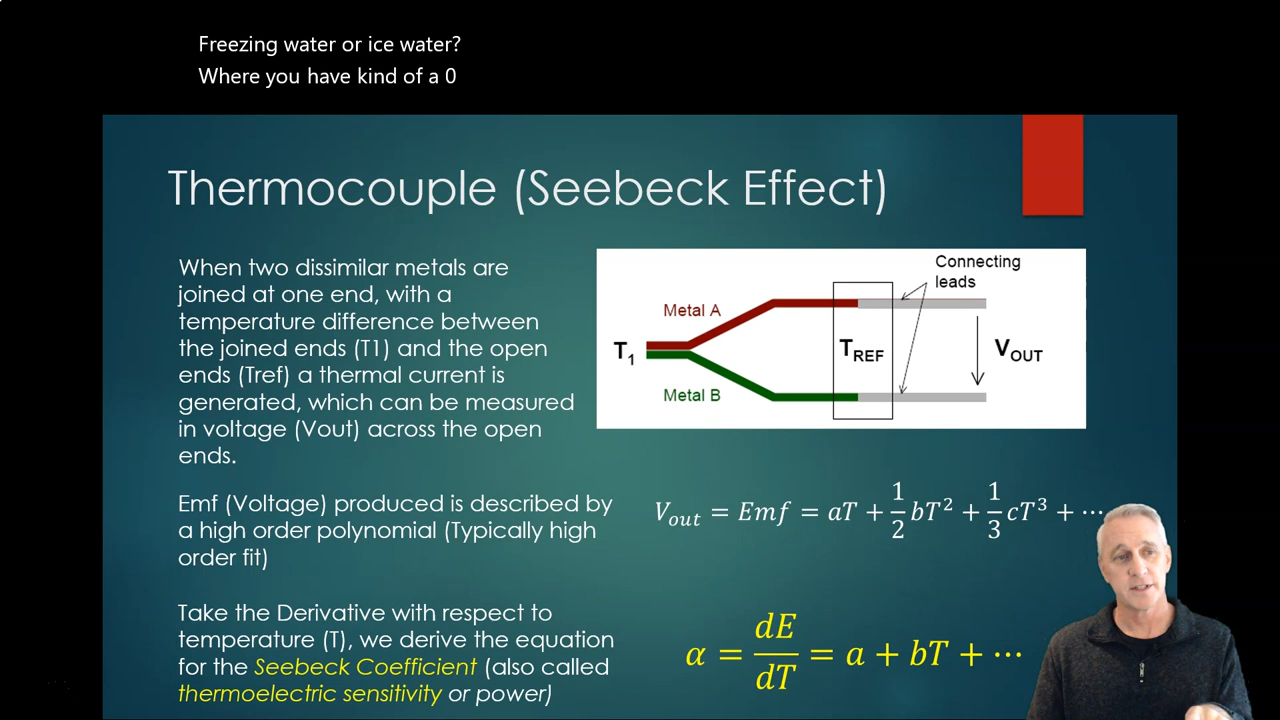 Freezing water or ice water?
Where you have kind of a 0
Thermocouple (Seebeck Effect)
When two dissimilar metals are
joined at one end, with a
temperature difference between
the joined ends (T1) and the open
ends (Tref) a thermal current is
generated, which can be measured
in voltage (Vout) across the open
ends.
Connecting
leads
Metal A
T₁
T_REF
V_OUT
Metal B
Emf (Voltage) produced is described by
a high order polynomial (Typically high
order fit)
V_out = Emf = aT + 1/2 bT² + 1/3 cT³ + ⋯
Take the Derivative with respect to
temperature (T), we derive the equation
for the Seebeck Coefficient (also called
thermoelectric sensitivity or power)
α = dE/dT = a + bT + ⋯